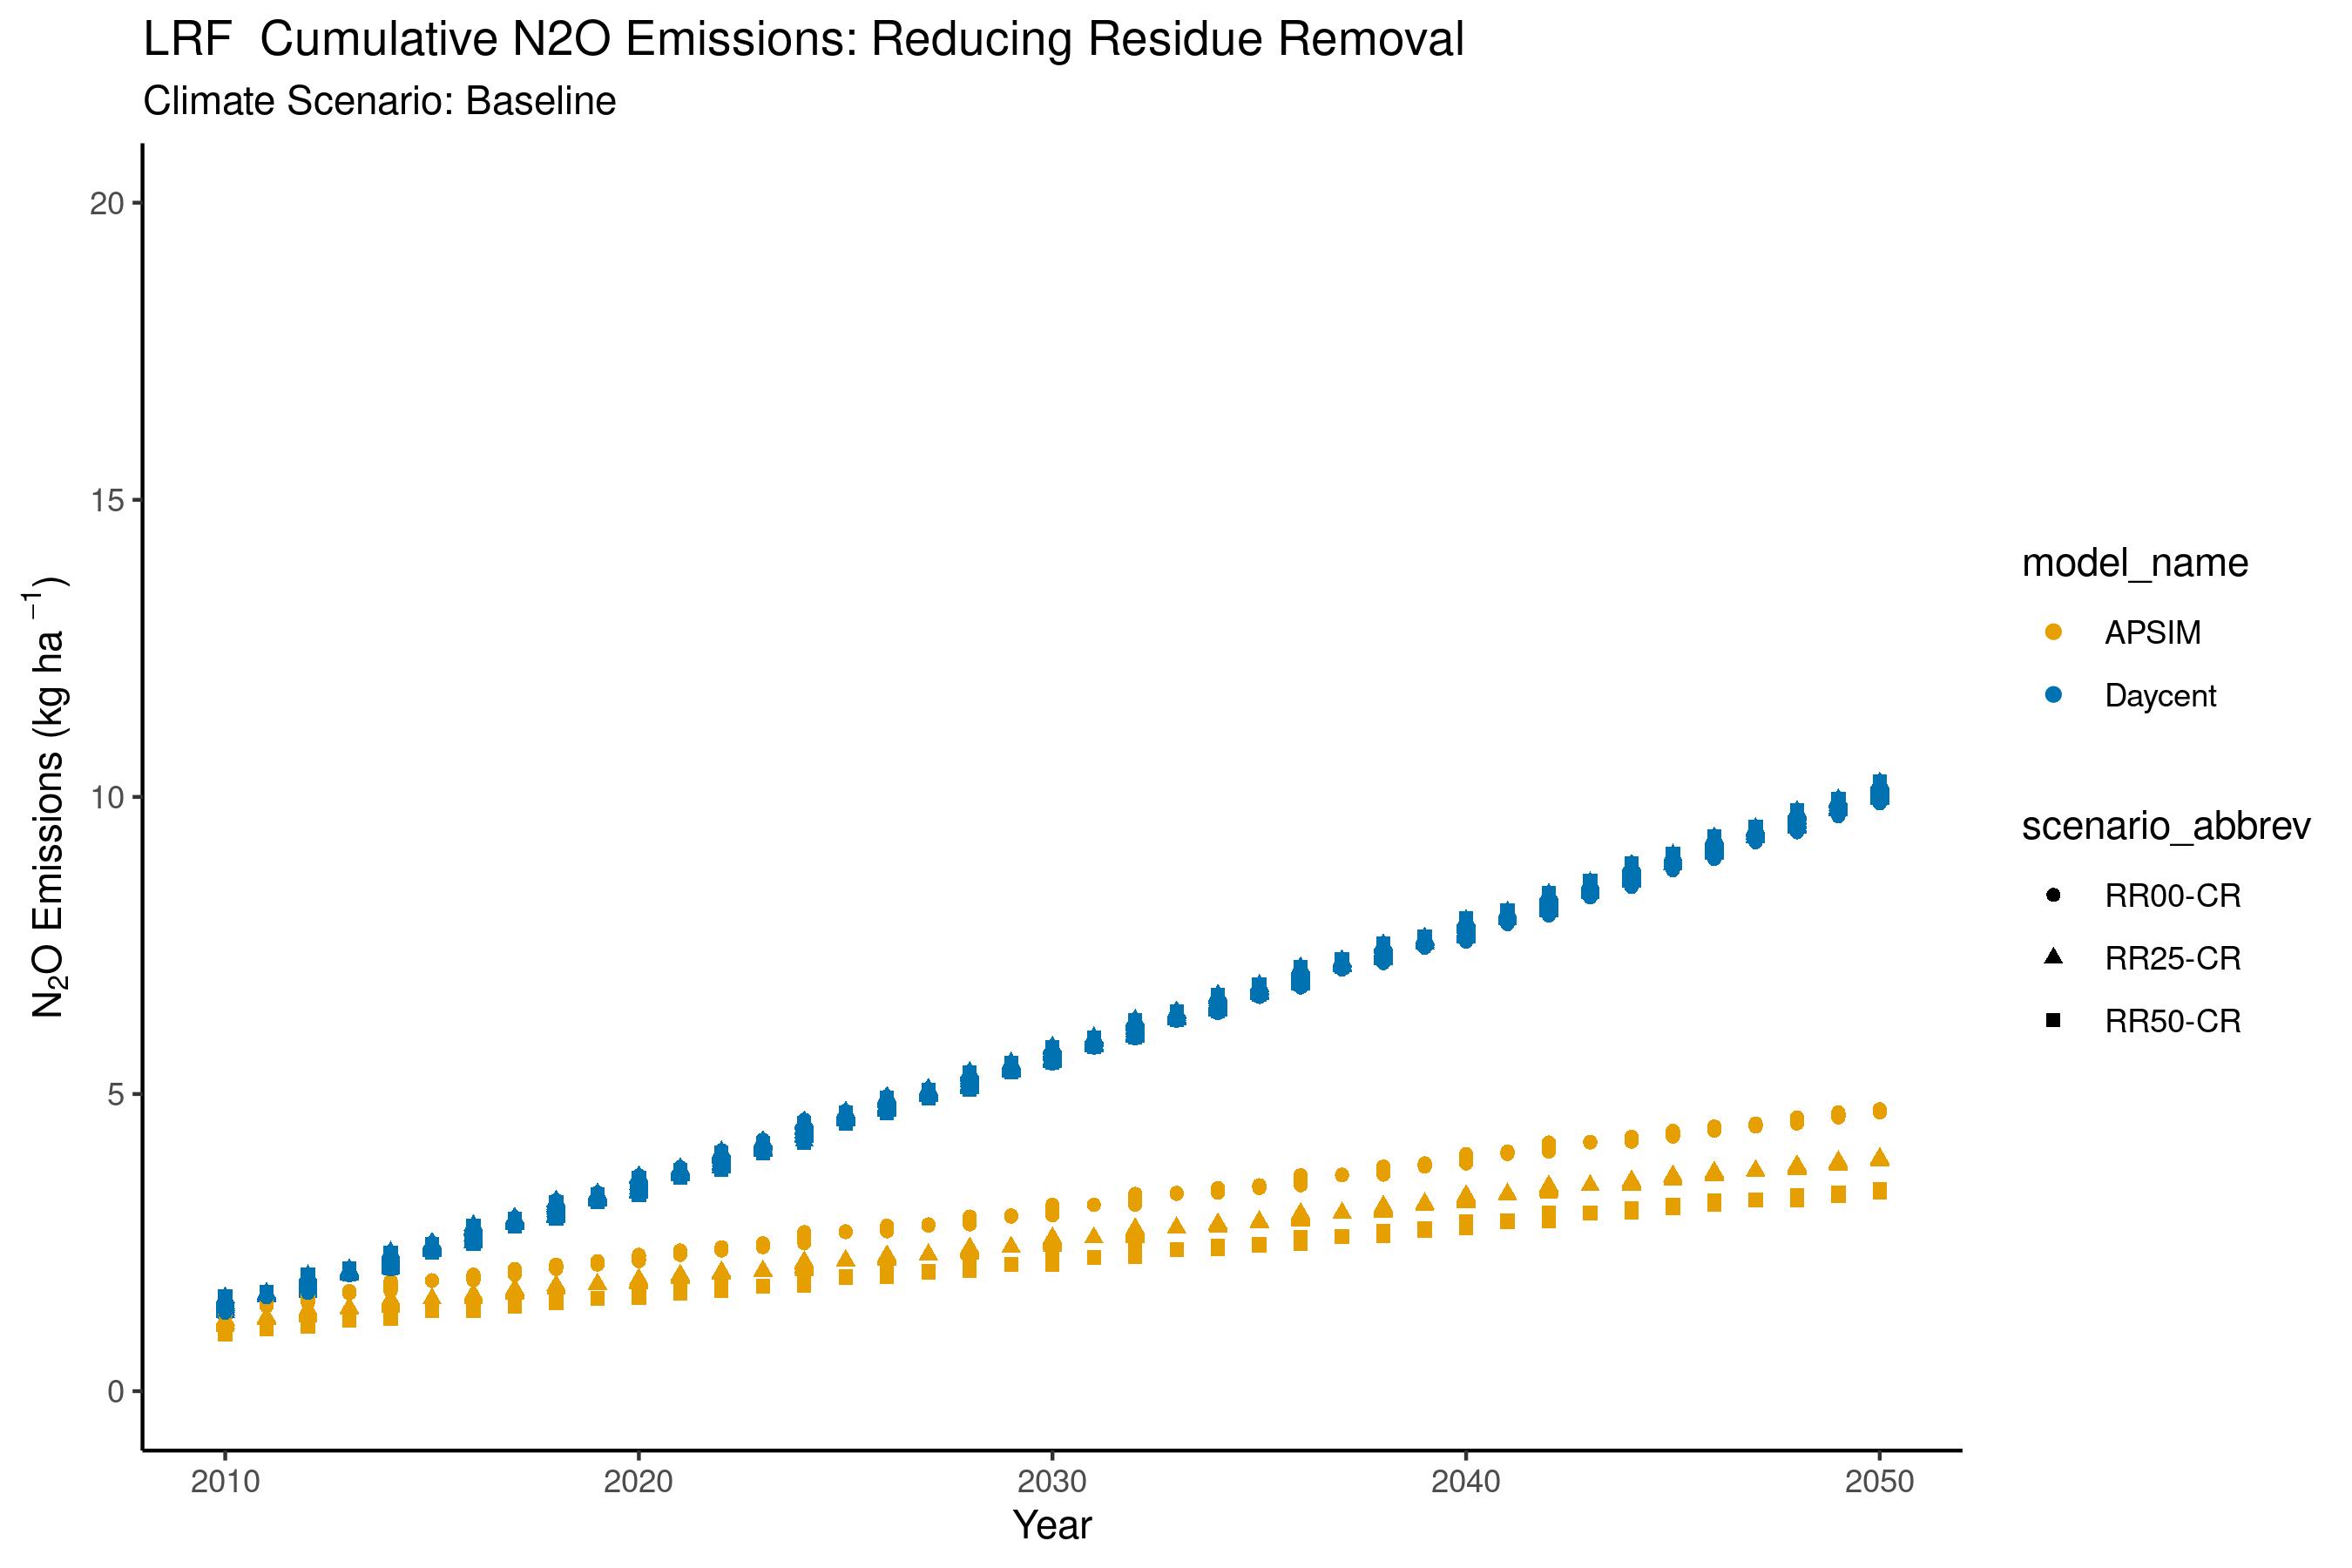 LRF  Cumulative N2O Emissions: Reducing Residue Removal
Climate Scenario: Baseline
20
15
10
5
0
N₂O Emissions (kg ha⁻¹)
2010 2020 2030 2040 2050
Year
model_name
APSIM
Daycent
scenario_abbrev
RR00-CR
RR25-CR
RR50-CR